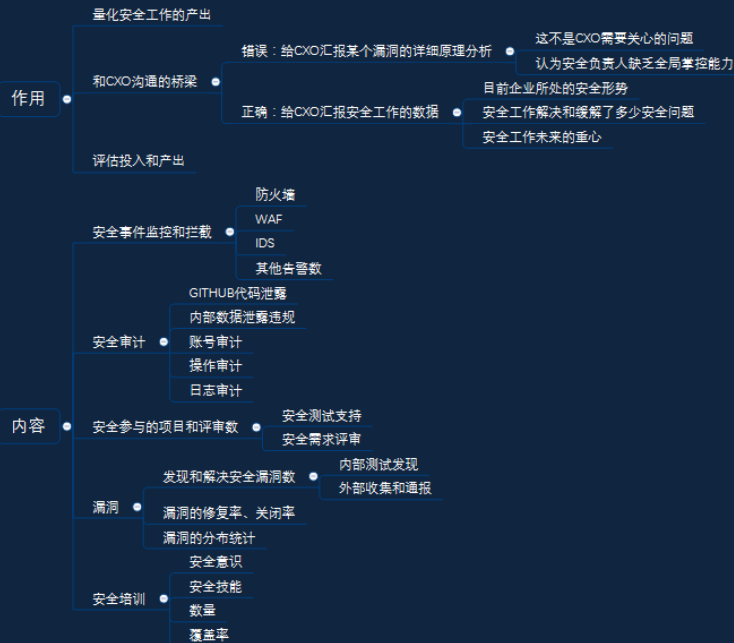 作用
量化安全工作的产出
和CXO沟通的桥梁
错误：给CXO汇报某个漏洞的详细原理分析
这不是CXO需要关心的问题
认为安全负责人缺乏全局掌控能力
正确：给CXO汇报安全工作的数据
目前企业所处的安全形势
安全工作解决和缓解了多少安全问题
安全工作未来的重心
评估投入和产出
内容
安全事件监控和拦截
防火墙
WAF
IDS
其他告警数
安全审计
GITHUB代码泄露
内部数据泄露违规
账号审计
操作审计
日志审计
安全参与的项目和评审数
安全测试支持
安全需求评审
漏洞
发现和解决安全漏洞数
内部测试发现
外部收集和通报
漏洞的修复率、关闭率
漏洞的分布统计
安全培训
安全意识
安全技能
数量
覆盖率